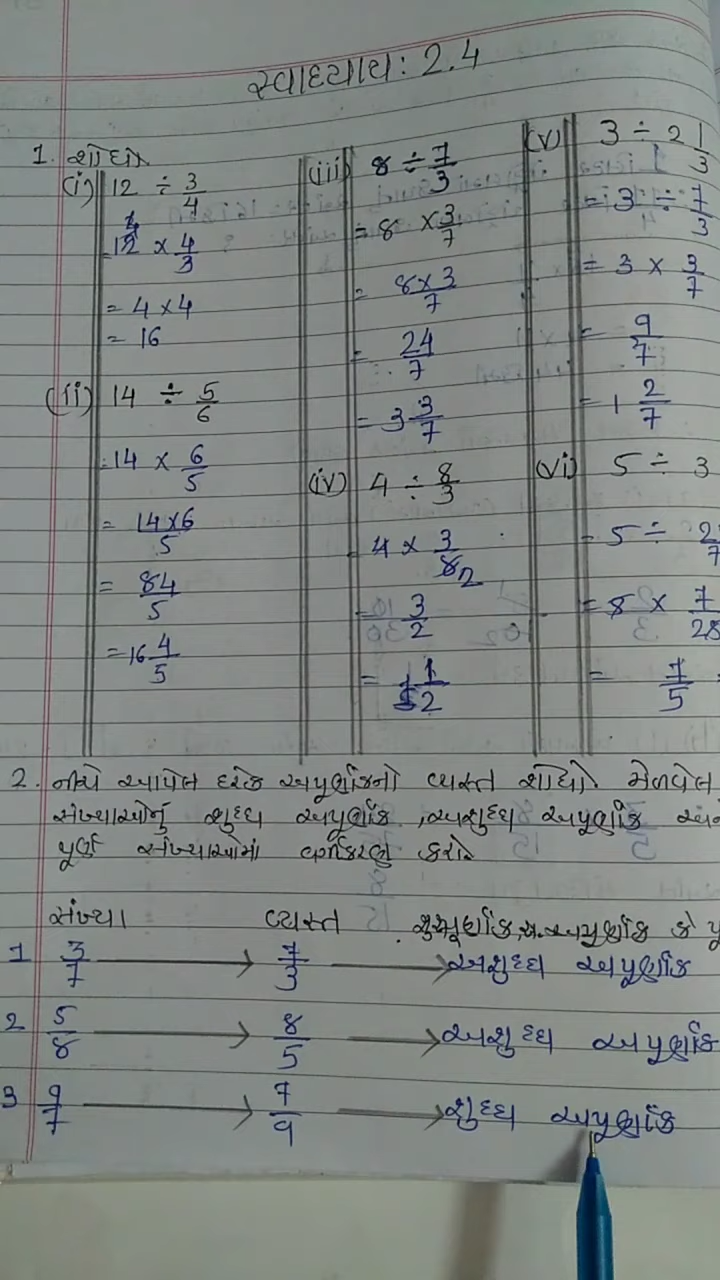 સ્વાધ્યાય: 2.4
1. શોધો
(i) 12 ÷ 3/4
= 12 4 × 4/3
= 4 × 4
= 16
(ii) 14 ÷ 5/6
= 14 × 6/5
= 14×6/5
= 84/5
= 16 4/5
(iii) 8 ÷ 7/3
= 8 × 3/7
= 8×3/7
= 24/7
= 3 3/7
(iv) 4 ÷ 8/3
= 4 × 3/8 2
= 3/2
= 1 1/2
(v) 3 ÷ 2 1/3
= 3 ÷ 7/3
= 3 × 3/7
= 9/7
= 1 2/7
(vi) 5 ÷ 3
= 5 ÷
= × 7/
= 7/5
2. નીચે આપેલ દરેક અપૂર્ણાંકનો વ્યસ્ત શોધો. મેળવેલ
સંખ્યાઓનું શુધ્ધ અપૂર્ણાંક, અશુધ્ધ અપૂર્ણાંક અને
પૂર્ણ સંખ્યાઓમાં વર્ગીકરણ કરો
સંખ્યા વ્યસ્ત શુ.અપૂર્ણાંક, અ.અપૂર્ણાંક કે
1 3/7 → 7/3 → અશુધ્ધ અપૂર્ણાંક
2 5/8 → 8/5 → અશુધ્ધ અપૂર્ણાંક
3 9/7 → 7/9 → શુધ્ધ અપૂર્ણાંક